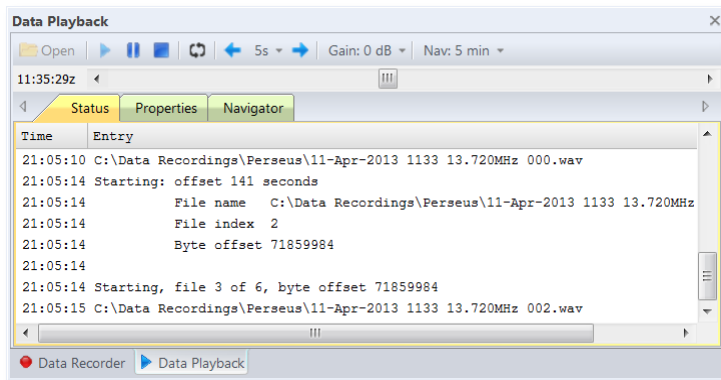 Data Playback
Open 5s Gain: 0 dB Nav: 5 min
11:35:29z
Status Properties Navigator
Time Entry
21:05:10 C:\Data Recordings\Perseus\11-Apr-2013 1133 13.720MHz 000.wav
21:05:14 Starting: offset 141 seconds
21:05:14 File name C:\Data Recordings\Perseus\11-Apr-2013 1133 13.720MHz
21:05:14 File index 2
21:05:14 Byte offset 71859984
21:05:14
21:05:14 Starting, file 3 of 6, byte offset 71859984
21:05:15 C:\Data Recordings\Perseus\11-Apr-2013 1133 13.720MHz 002.wav
Data Recorder Data Playback